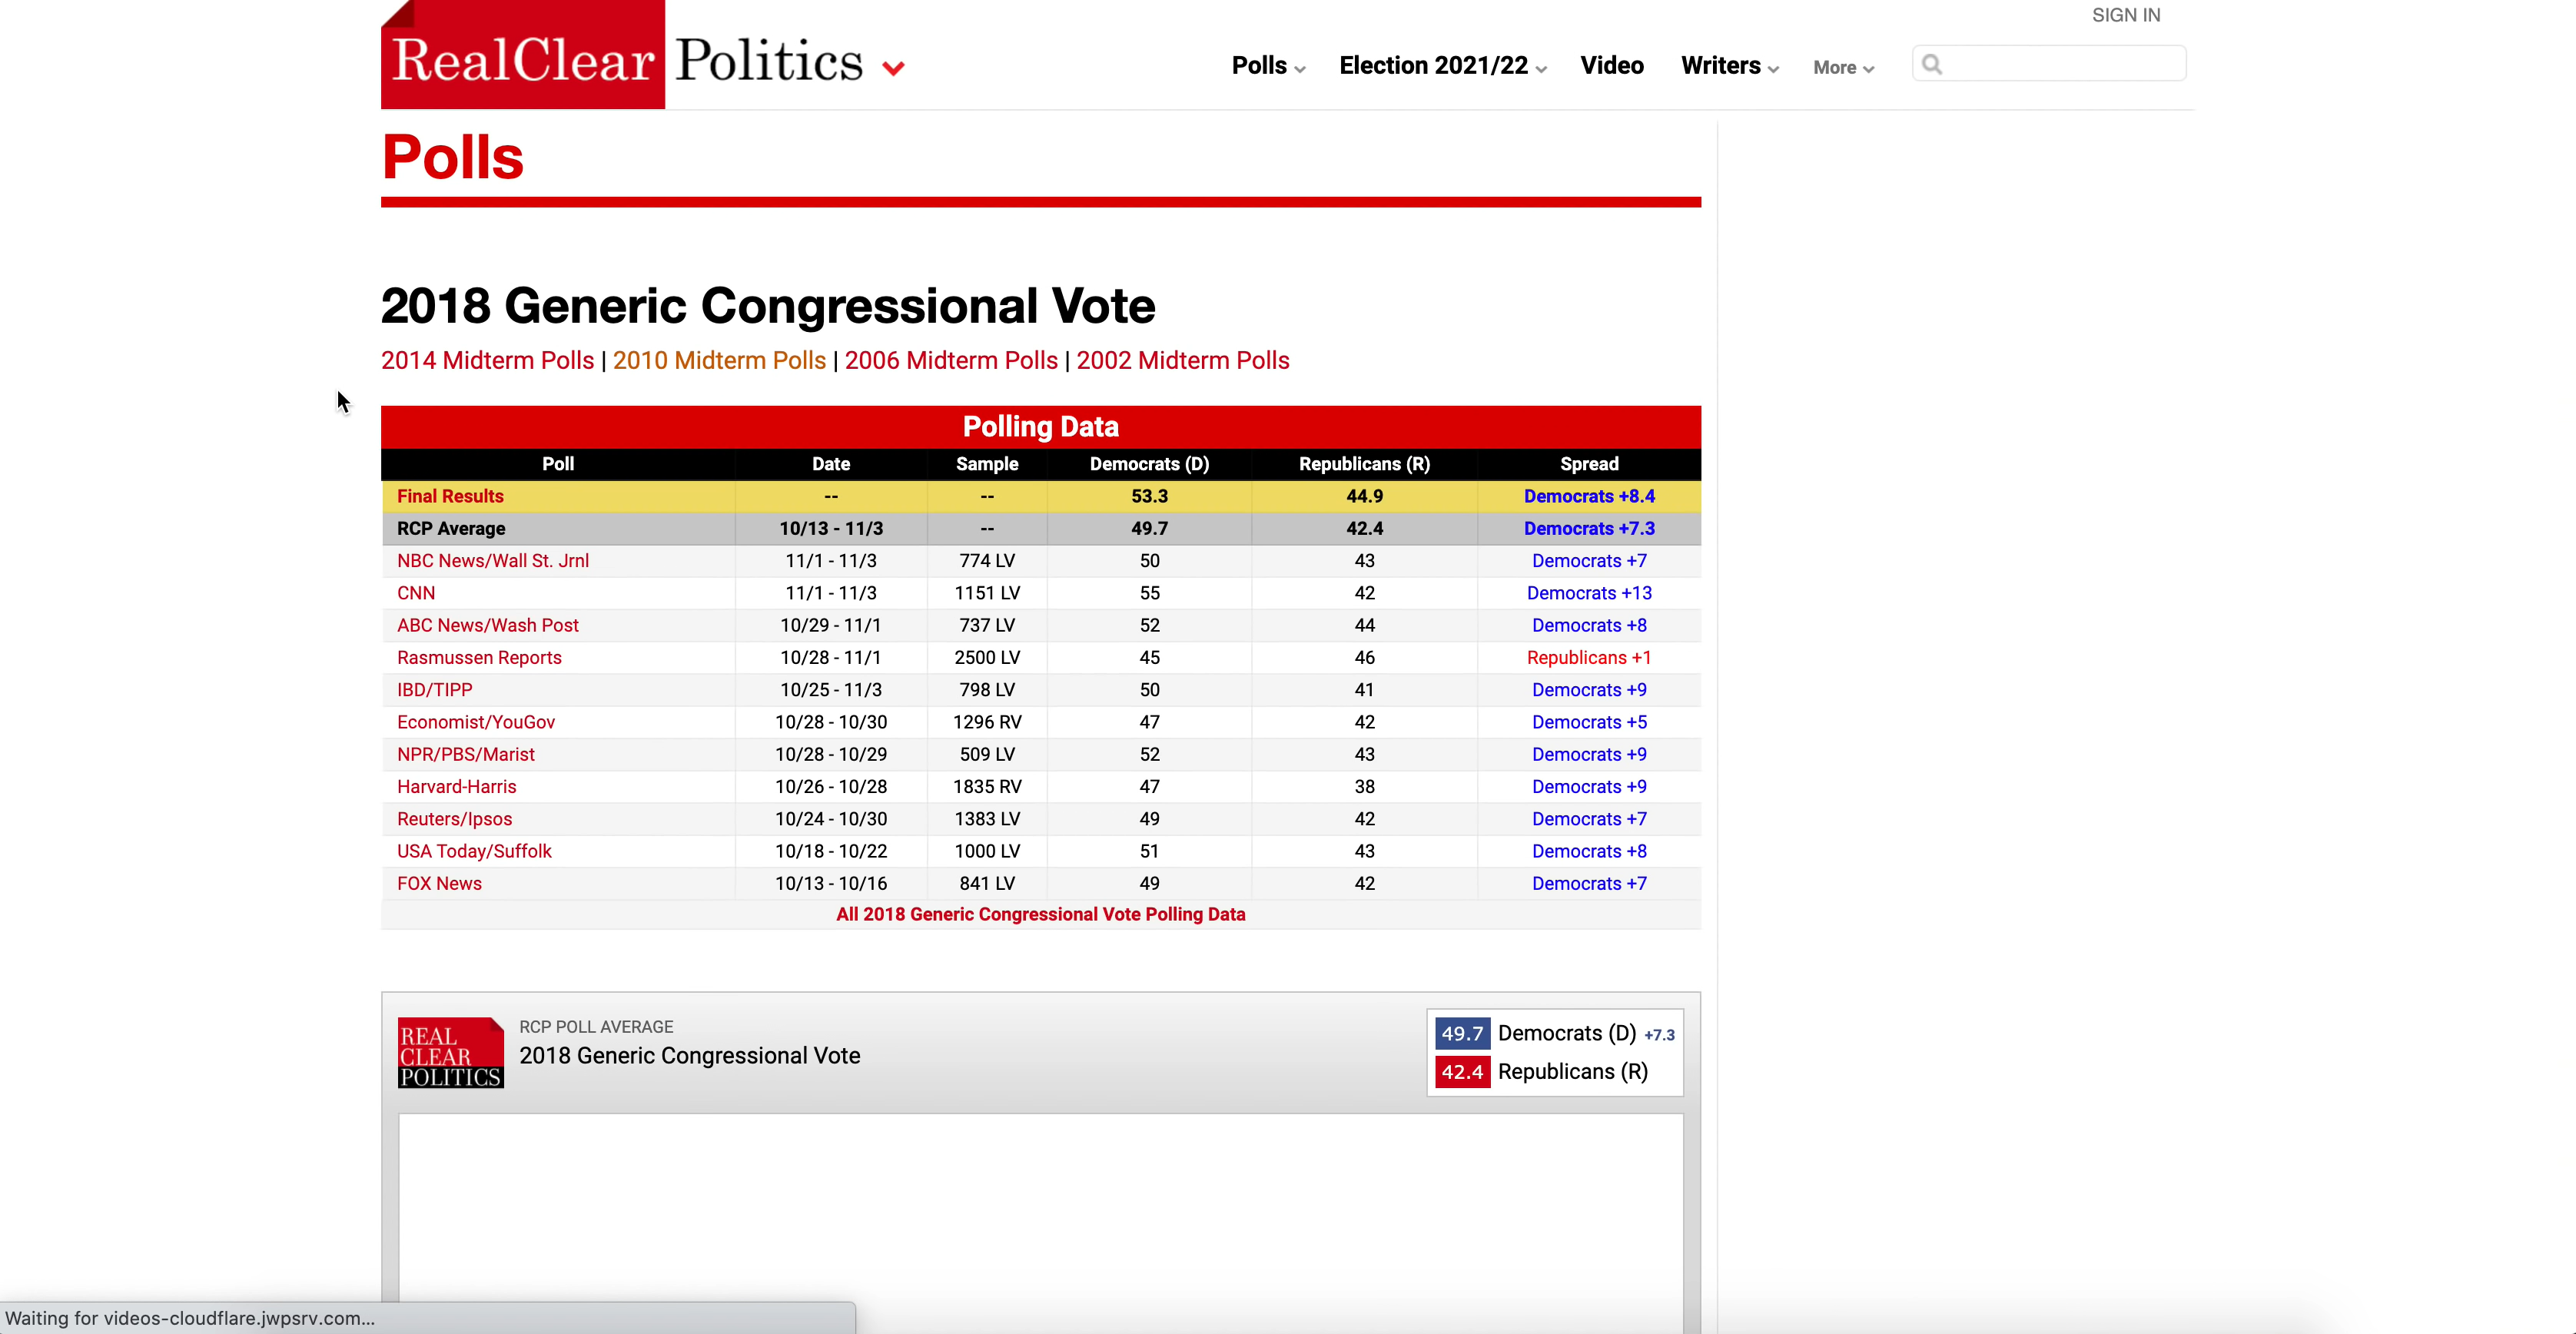 SIGN IN
RealClear Politics
Polls Election 2021/22 Video Writers More
Polls
2018 Generic Congressional Vote
2014 Midterm Polls | 2010 Midterm Polls | 2006 Midterm Polls | 2002 Midterm Polls
Polling Data
Poll Date Sample Democrats (D) Republicans (R) Spread
Final Results -- -- 53.3 44.9 Democrats +8.4
RCP Average 10/13 - 11/3 -- 49.7 42.4 Democrats +7.3
NBC News/Wall St. Jrnl 11/1 - 11/3 774 LV 50 43 Democrats +7
CNN 11/1 - 11/3 1151 LV 55 42 Democrats +13
ABC News/Wash Post 10/29 - 11/1 737 LV 52 44 Democrats +8
Rasmussen Reports 10/28 - 11/1 2500 LV 45 46 Republicans +1
IBD/TIPP 10/25 - 11/3 798 LV 50 41 Democrats +9
Economist/YouGov 10/28 - 10/30 1296 RV 47 42 Democrats +5
NPR/PBS/Marist 10/28 - 10/29 509 LV 52 43 Democrats +9
Harvard-Harris 10/26 - 10/28 1835 RV 47 38 Democrats +9
Reuters/Ipsos 10/24 - 10/30 1383 LV 49 42 Democrats +7
USA Today/Suffolk 10/18 - 10/22 1000 LV 51 43 Democrats +8
FOX News 10/13 - 10/16 841 LV 49 42 Democrats +7
All 2018 Generic Congressional Vote Polling Data
REAL
CLEAR
POLITICS
RCP POLL AVERAGE
2018 Generic Congressional Vote
49.7 Democrats (D) +7.3
42.4 Republicans (R)
Waiting for videos-cloudflare.jwpsrv.com...